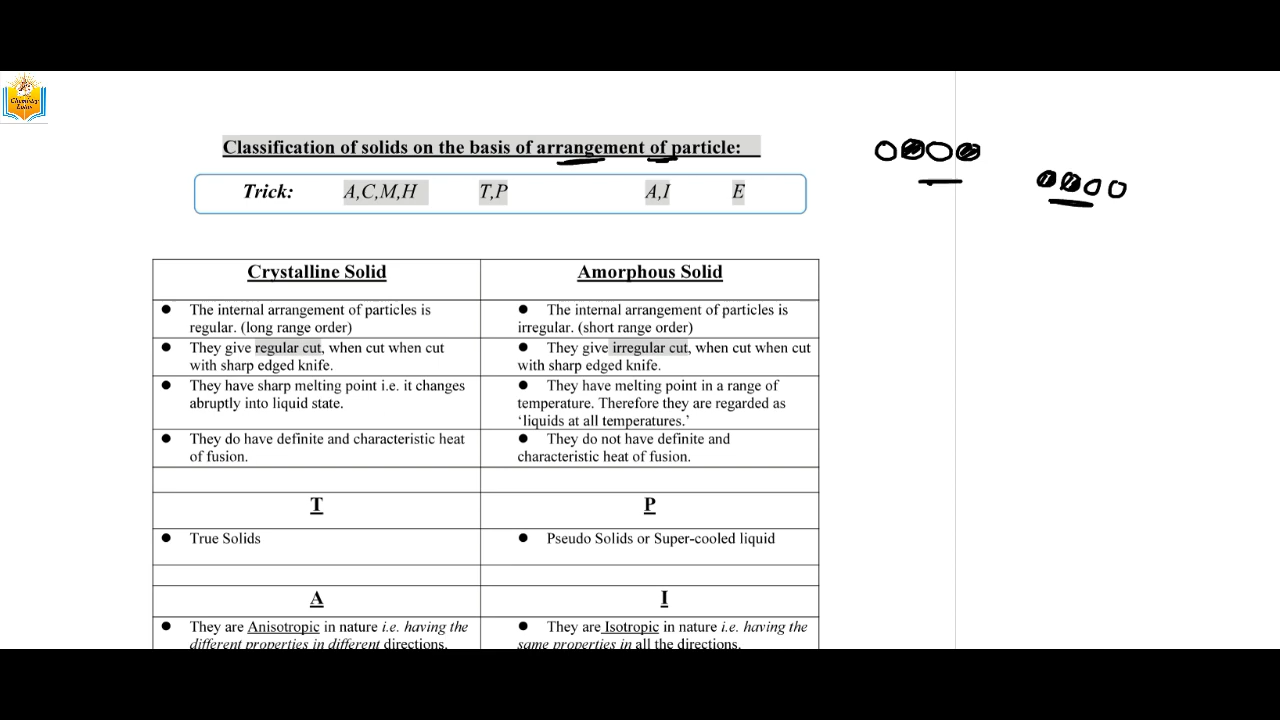 Chemistry
Classification of solids on the basis of arrangement of particle:
Trick: A,C,M,H T,P A,I E
Crystalline Solid
Amorphous Solid
● The internal arrangement of particles is
regular. (long range order)
● The internal arrangement of particles is
irregular. (short range order)
● They give regular cut, when cut when cut
with sharp edged knife.
● They give irregular cut, when cut when cut
with sharp edged knife.
● They have sharp melting point i.e. it changes
abruptly into liquid state.
● They have melting point in a range of
temperature. Therefore they are regarded as
‘liquids at all temperatures.’
● They do have definite and characteristic heat
of fusion.
● They do not have definite and
characteristic heat of fusion.
T
P
● True Solids
● Pseudo Solids or Super-cooled liquid
A
I
● They are Anisotropic in nature i.e. having the
different properties in different directions.
● They are Isotropic in nature i.e. having the
same properties in all the directions.